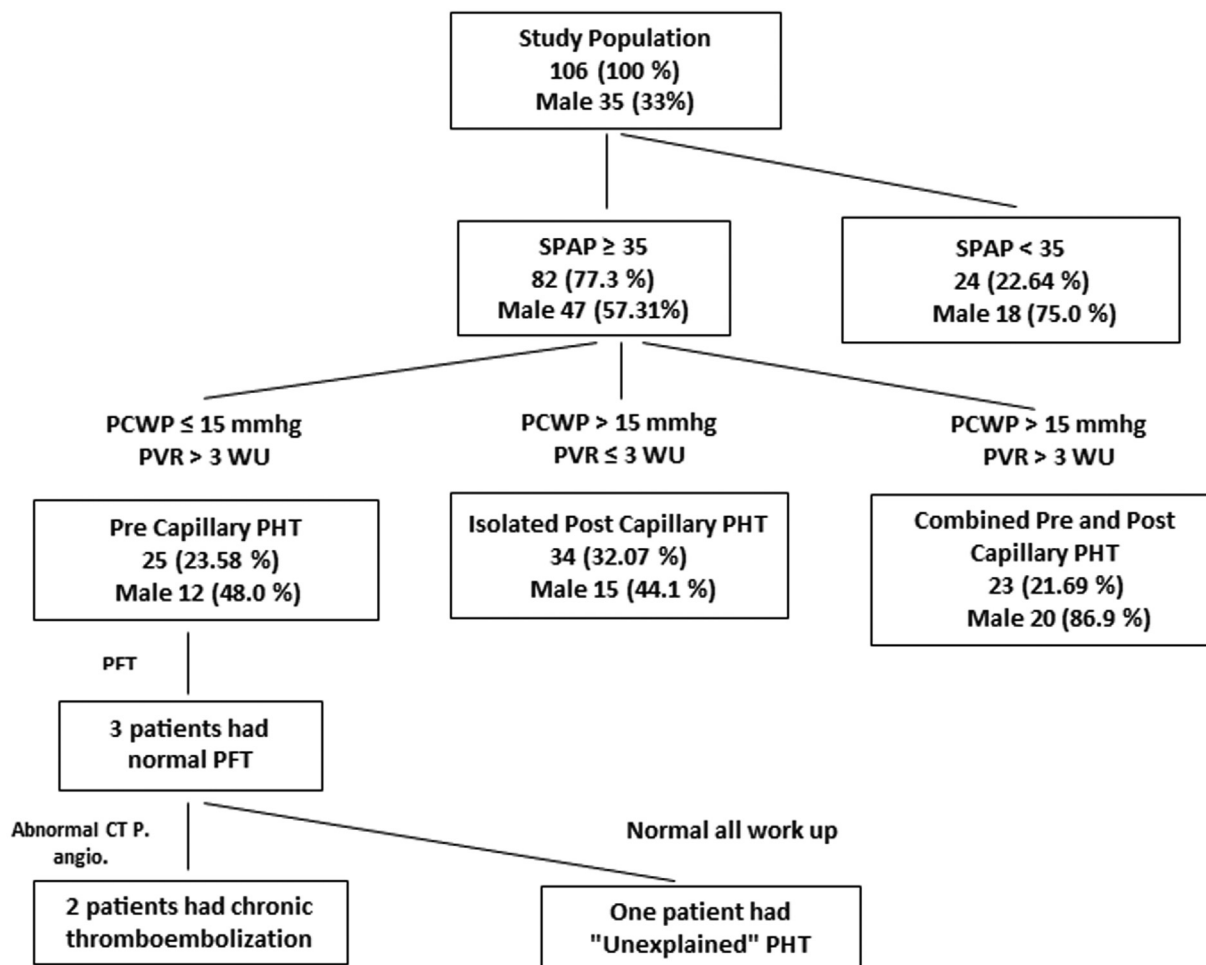 Study Population
106 (100 %)
Male 35 (33%)
SPAP ≥ 35
82 (77.3 %)
Male 47 (57.31%)
SPAP < 35
24 (22.64 %)
Male 18 (75.0 %)
PCWP ≤ 15 mmhg
PVR > 3 WU
PCWP > 15 mmhg
PVR ≤ 3 WU
PCWP > 15 mmhg
PVR > 3 WU
Pre Capillary PHT
25 (23.58 %)
Male 12 (48.0 %)
Isolated Post Capillary PHT
34 (32.07 %)
Male 15 (44.1 %)
Combined Pre and Post
Capillary PHT
23 (21.69 %)
Male 20 (86.9 %)
PFT
3 patients had
normal PFT
Abnormal CT P.
angio.
Normal all work up
2 patients had chronic
thromboembolization
One patient had
"Unexplained" PHT